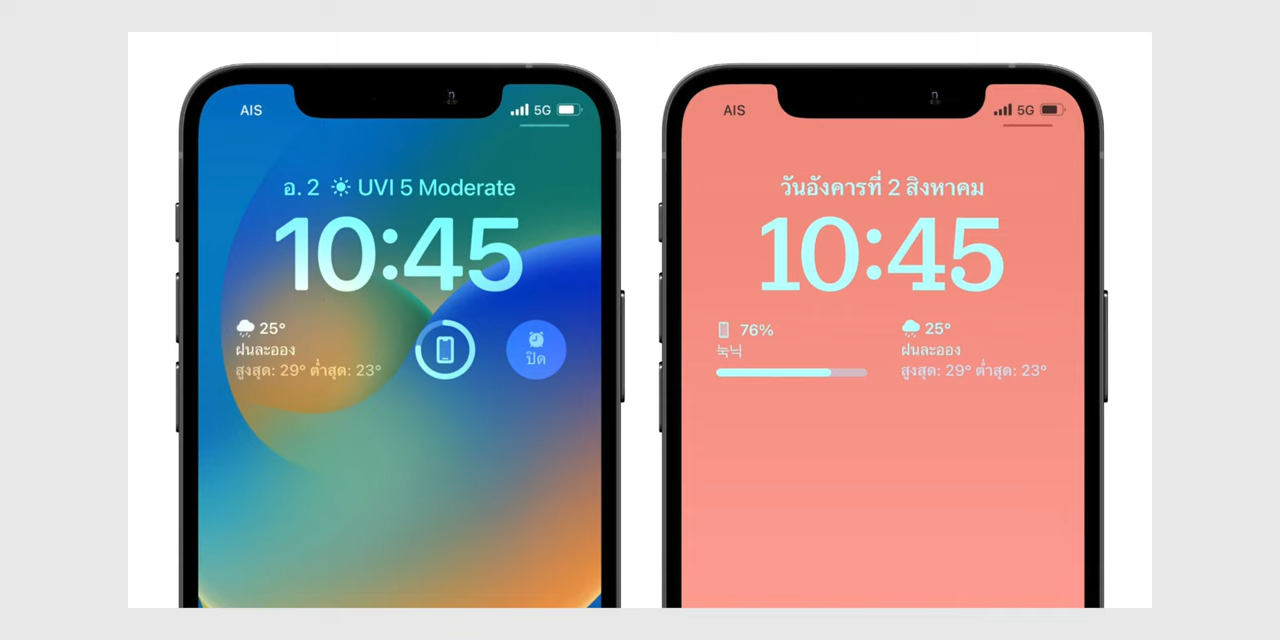 AIS
5G
อ. 2 UVI 5 Moderate
10:45
25°
ฝนละออง
สูงสุด: 29° ต่ำสุด: 23°
ปิด
AIS
5G
วันอังคารที่ 2 สิงหาคม
10:45
76%
눅닉
25°
ฝนละออง
สูงสุด: 29° ต่ำสุด: 23°